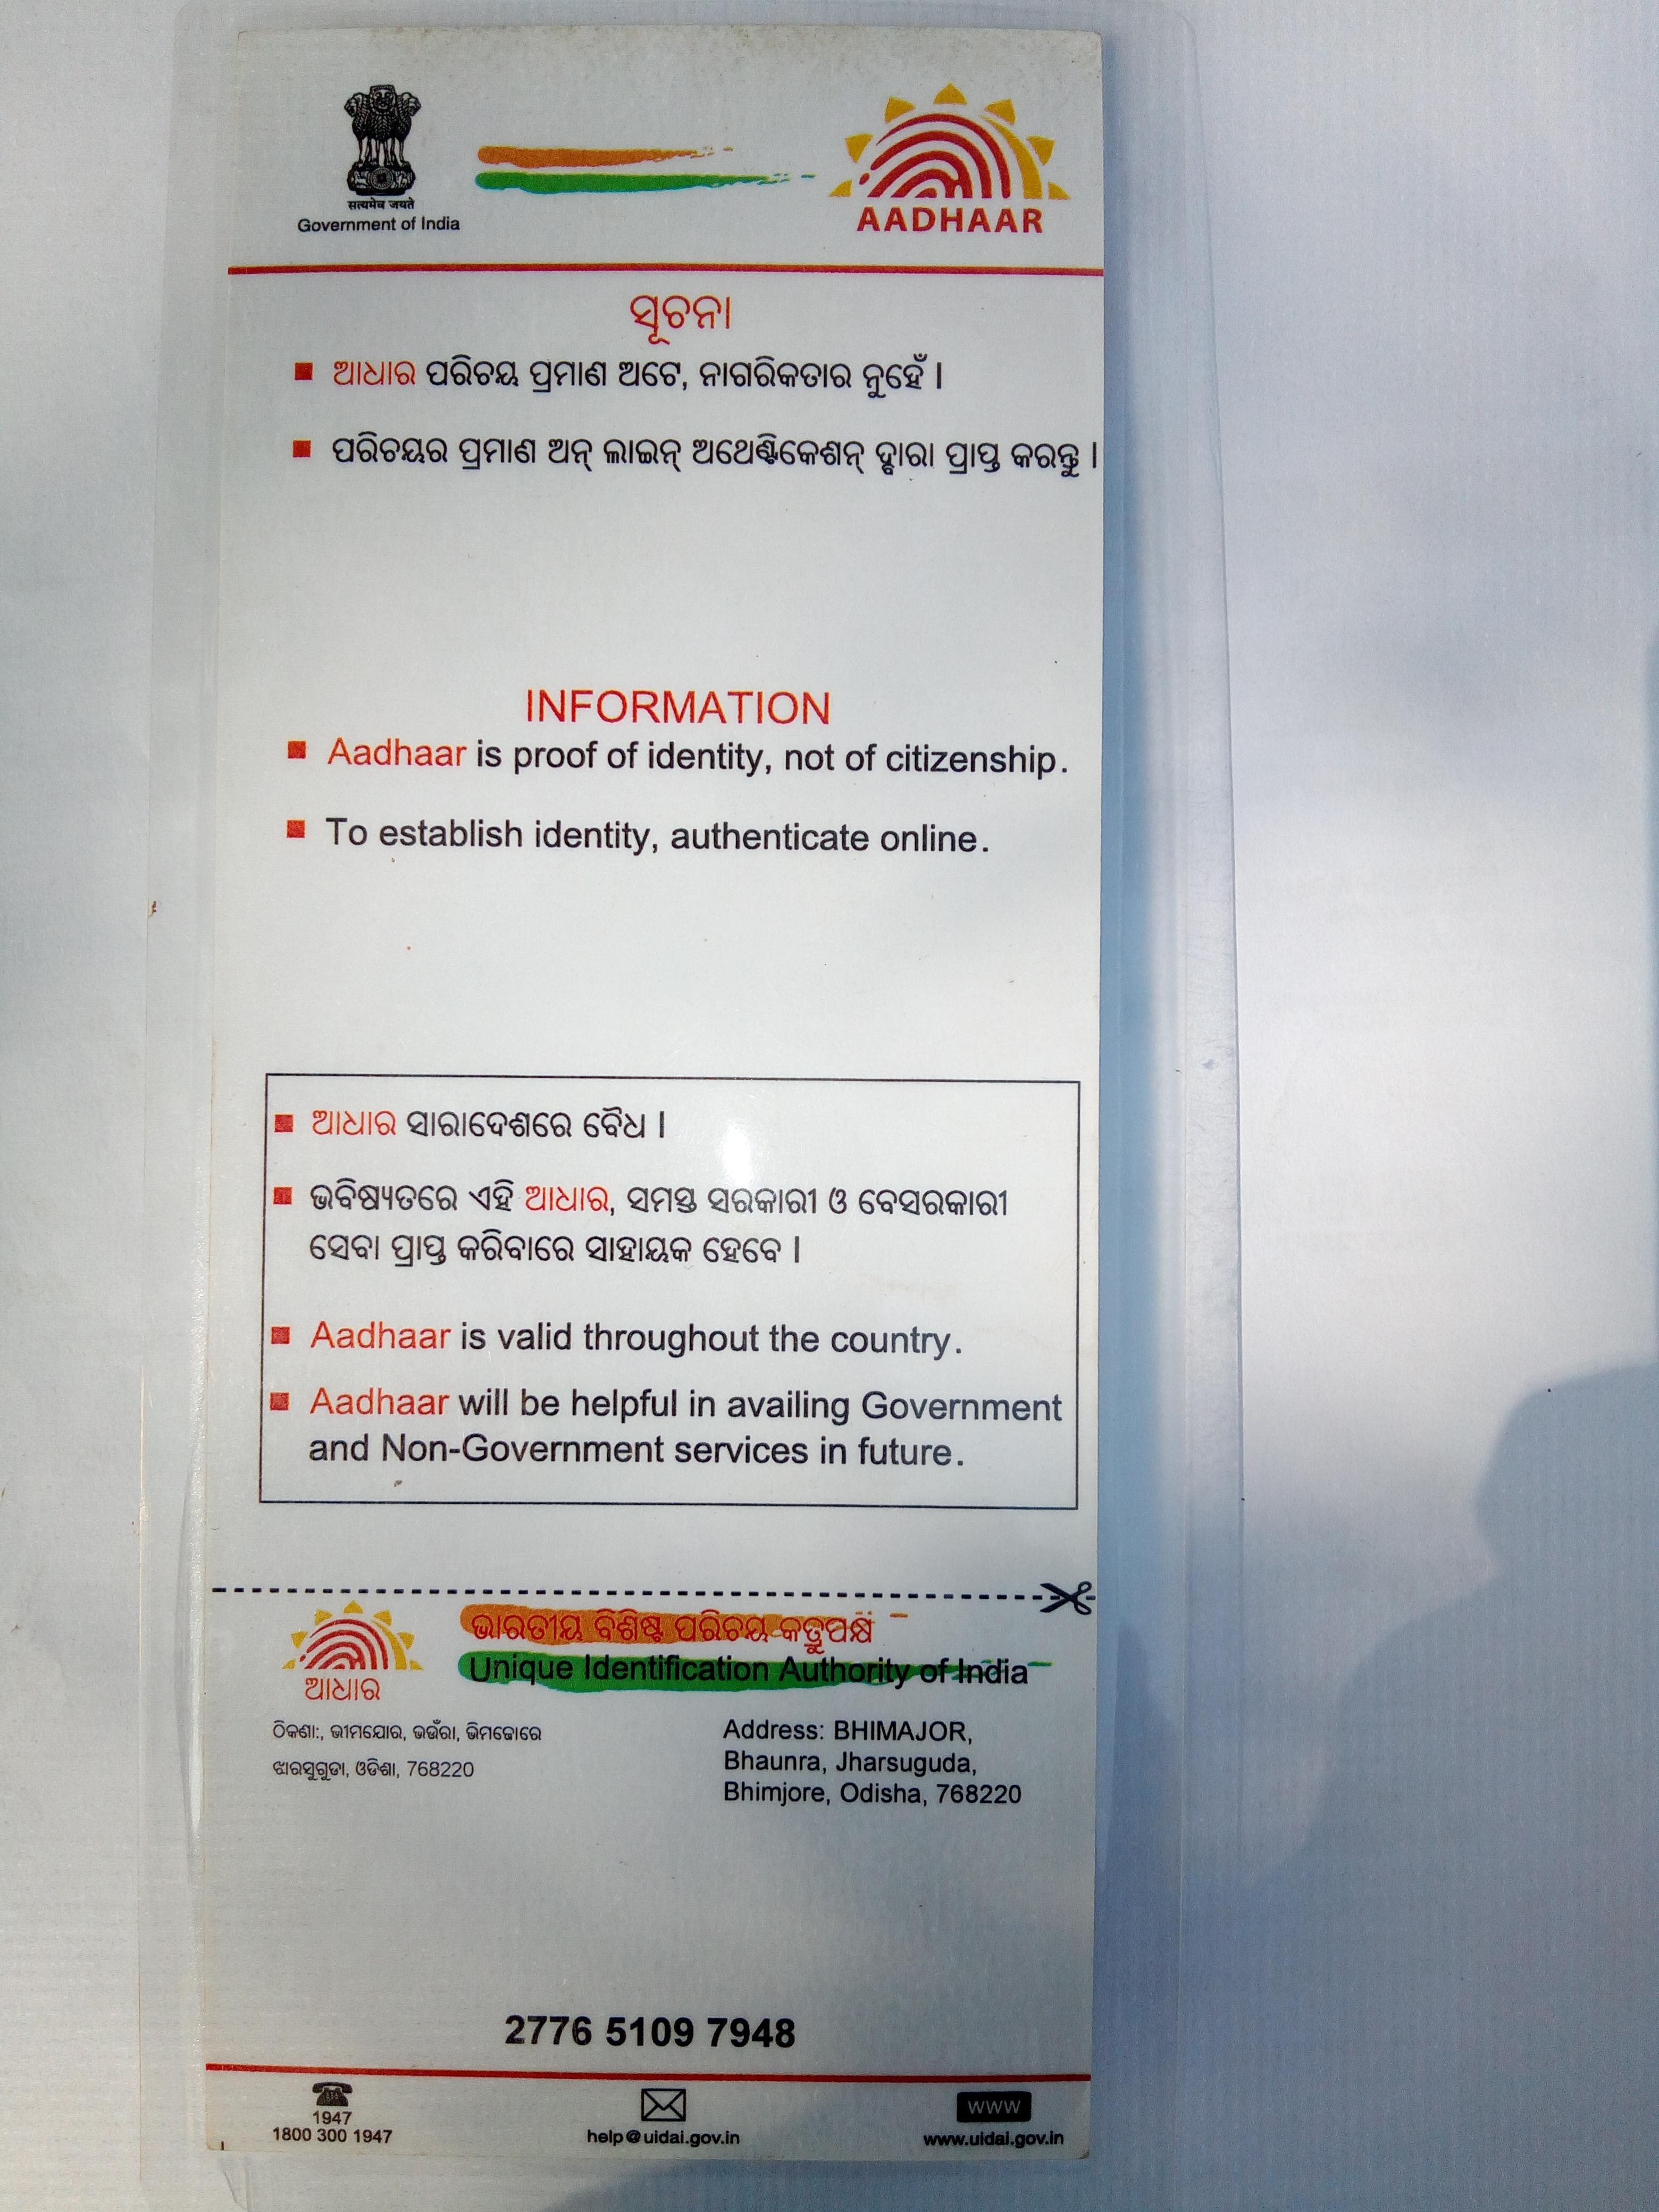 सत्यमेव जयते
Government of India
AADHAAR
ସୂଚନା
ଆଧାର ପରିଚୟ ପ୍ରମାଣ ଅଟେ, ନାଗରିକତାର ନୁହେଁ ।
ପରିଚୟର ପ୍ରମାଣ ଅନ୍ ଲାଇନ୍ ଅଥେଣ୍ଟିକେଶନ୍ ଦ୍ବାରା ପ୍ରାପ୍ତ କରନ୍ତୁ ।
INFORMATION
Aadhaar is proof of identity, not of citizenship.
To establish identity, authenticate online.
ଆଧାର ସାରାଦେଶରେ ବୈଧ ।
ଭବିଷ୍ୟତରେ ଏହି ଆଧାର, ସମସ୍ତ ସରକାରୀ ଓ ବେସରକାରୀ
ସେବା ପ୍ରାପ୍ତ କରିବାରେ ସାହାୟକ ହେବେ ।
Aadhaar is valid throughout the country.
Aadhaar will be helpful in availing Government
and Non-Government services in future.
ଭାରତୀୟ ବିଶିଷ୍ଟ ପରିଚୟ କର୍ତ୍ତୃପକ୍ଷ
Unique Identification Authority of India
ଆଧାର
ଠିକଣା:, ଭୀମଯୋର, ଭଉଁରା, ଭିମଜୋରେ
ଝାରସୁଗୁଡା, ଓଡିଶା, 768220
Address: BHIMAJOR,
Bhaunra, Jharsuguda,
Bhimjore, Odisha, 768220
2776 5109 7948
1947
1800 300 1947
help@uidai.gov.in
www
www.uidai.gov.in